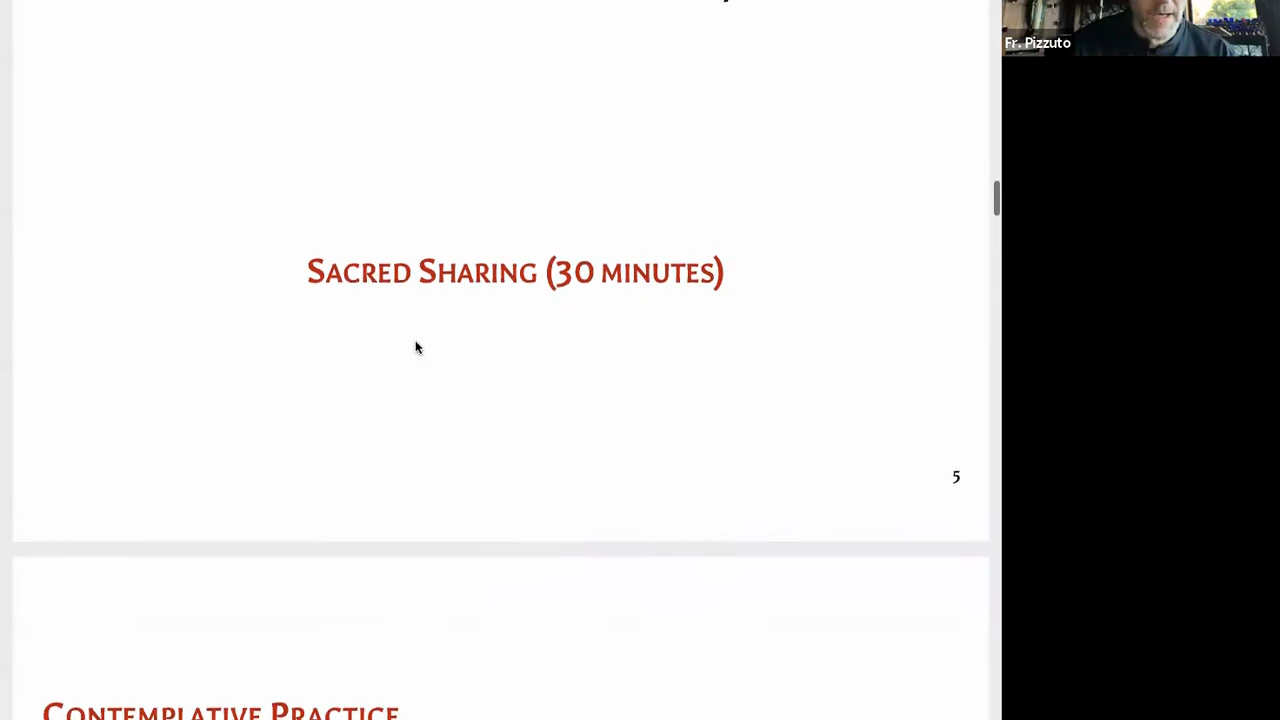 Fr. Pizzuto
Sacred Sharing (30 minutes)
5
Contemplative Practice